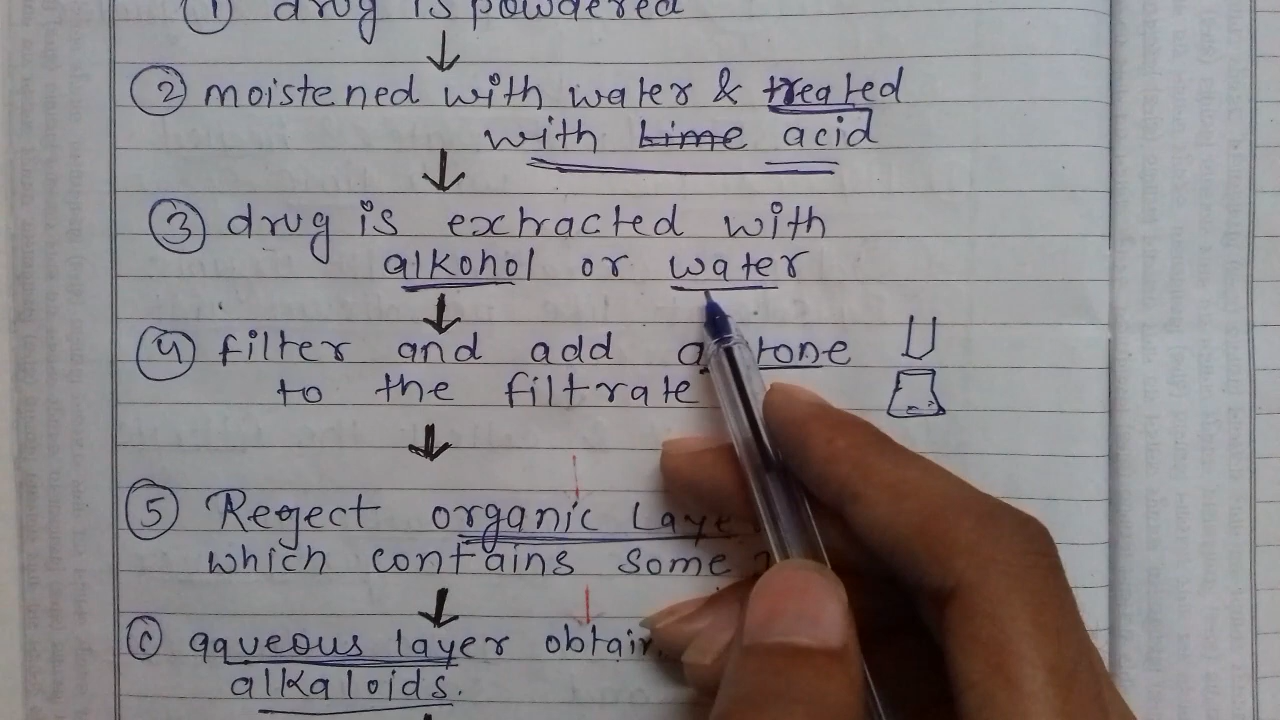 ① drug is powdered
② moistened with water & treated
with lime acid
③ drug is extracted with
alkohol or water
④ filter and add
to the filtrate
⑤ Reject organic Laye
which contains some
⑥ aqueous layer
alkaloids.